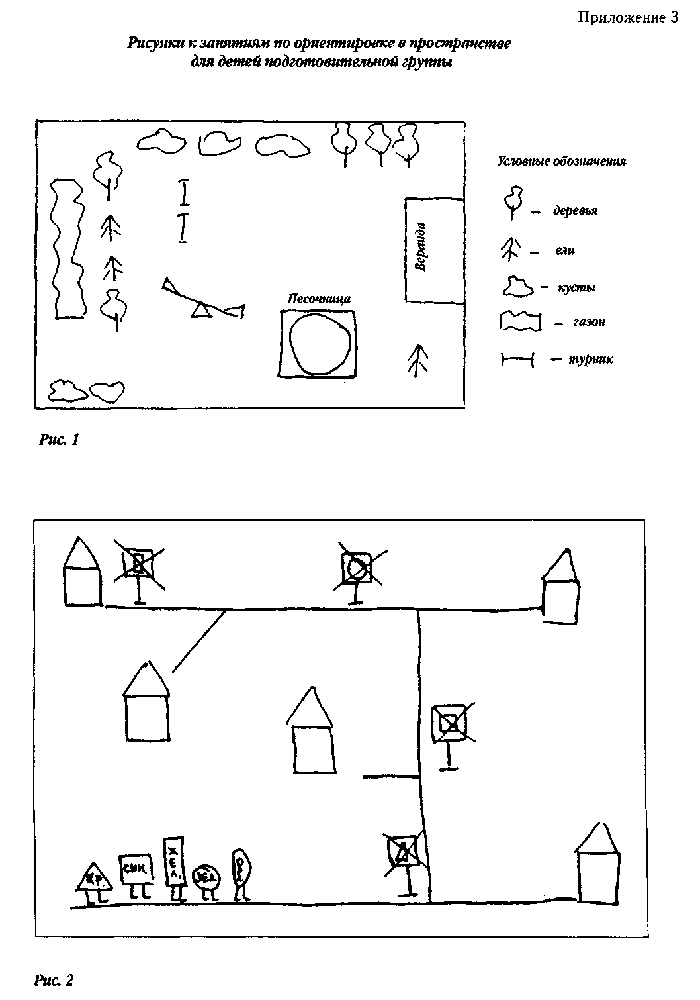 Приложение 3
Рисунки к занятиям по ориентировке в пространстве
для детей подготовительной группы
Условные обозначения
– деревья
– ели
– кусты
– газон
– турник
Веранда
Песочница
Рис. 1
КР.
СИН.
ЖЕЛ.
ЗЕЛ.
Рис. 2